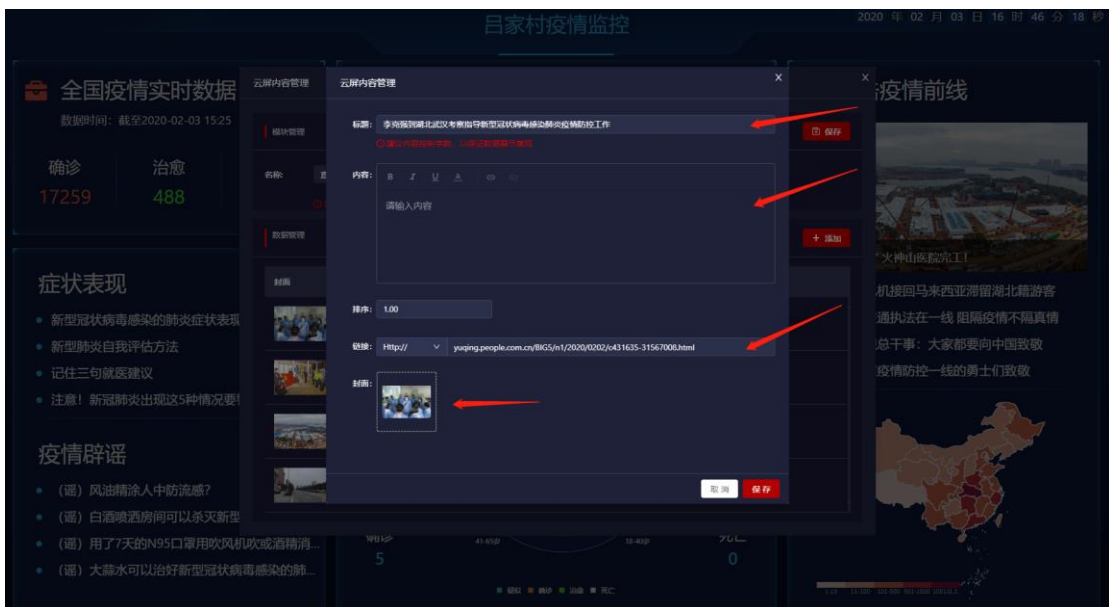 吕家村疫情监控
2020 年 02 月 03 日 16 时 46 分 18 秒
全国疫情实时数据
数据时间：截至2020-02-03 15:25
确诊
治愈
17259
488
症状表现
新型冠状病毒感染的肺炎症状表现
新型肺炎自我评估方法
记住三句就医建议
注意！新冠肺炎出现这5种情况要
疫情辟谣
（谣）风油精涂人中防流感?
（谣）白酒喷洒房间可以杀灭新型
（谣）用了7天的N95口罩用吹风机吹或酒精消...
（谣）大蒜水可以治好新型冠状病毒感染的肺...
云屏内容管理
X
模块管理
保存
名称:
数据管理
+ 添加
封面
云屏内容管理
X
标题:
李克强到湖北武汉考察指导新型冠状病毒感染肺炎疫情防控工作
内容:
B I U A
请输入内容
排序:
1.00
链接:
Http://
yuqing.people.com.cn/BIG5/n1/2020/0202/c431635-31567008.html
封面:
取 消
保 存
确诊
5
41-65岁
18-40岁
死亡
0
疑似
确诊
治愈
死亡
疫情前线
火神山医院完工！
机接回马来西亚滞留湖北籍游客
通执法在一线 阻隔疫情不隔真情
总干事：大家都要向中国致敬
疫情防控一线的勇士们致敬